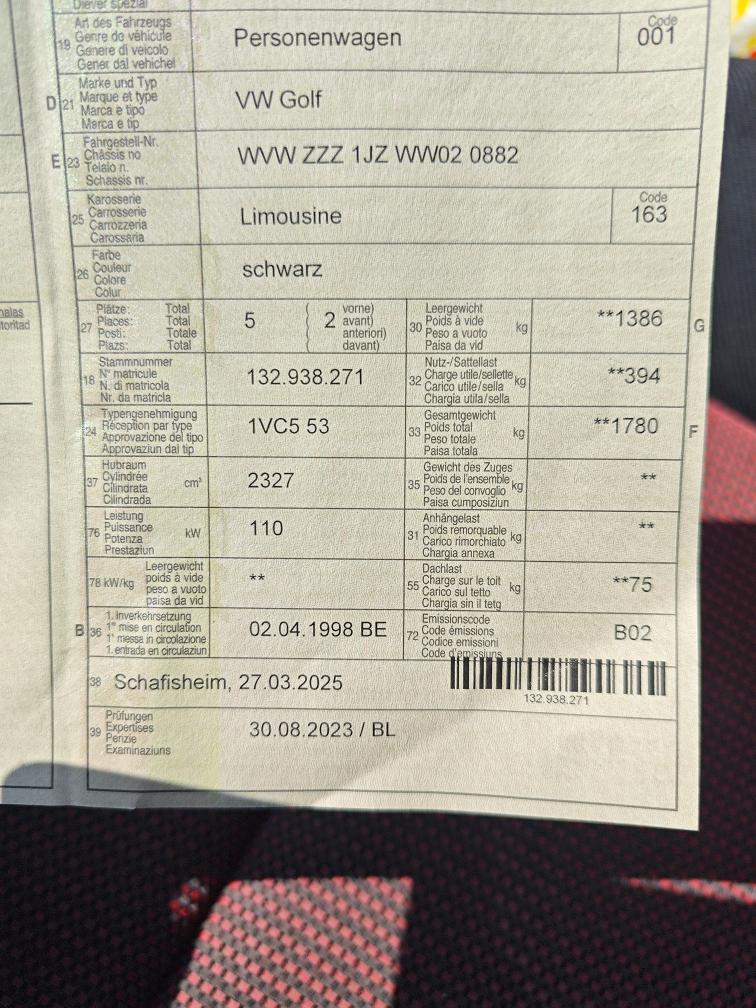 Art des Fahrzeugs
Genre de véhicule
Genere di veicolo
Gener dal vehichel
19
Personenwagen
Code
001
D
21
Marke und Typ
Marque et type
Marca e tipo
Marca e tip
VW Golf
E
23
Fahrgestell-Nr.
Châssis no
Telaio n.
Schassis nr.
WVW ZZZ 1JZ WW02 0882
25
Karosserie
Carrosserie
Carrozzeria
Carossaria
Limousine
Code
163
26
Farbe
Couleur
Colore
Colur
schwarz
27
Plätze: Total
Places: Total
Posti: Totale
Plazs: Total
5
( 2 vorne)
avant)
anteriori)
davant)
30
Leergewicht
Poids à vide
Peso a vuoto
Paisa da vid
kg
**1386
G
18
Stammnummer
N° matricule
N. di matricola
Nr. da matricla
132.938.271
32
Nutz-/Sattellast
Charge utile/sellette
Carico utile/sella
Chargia utila/sella
kg
**394
24
Typengenehmigung
Réception par type
Approvazione del tipo
Approvaziun dal tip
1VC5 53
33
Gesamtgewicht
Poids total
Peso totale
Paisa totala
kg
**1780
F
37
Hubraum
Cylindrée
Cilindrata
Cilindrada
cm³
2327
35
Gewicht des Zuges
Poids de l'ensemble
Peso del convoglio
Paisa cumposiziun
kg
**
76
Leistung
Puissance
Potenza
Prestaziun
kW
110
31
Anhängelast
Poids remorquable
Carico rimorchiato
Chargia annexa
kg
**
78 kW/kg
Leergewicht
poids à vide
peso a vuoto
paisa da vid
**
55
Dachlast
Charge sur le toit
Carico sul tetto
Chargia sin il tetg
kg
**75
B
36
1. Inverkehrsetzung
1re mise en circulation
1a messa in circolazione
1. entrada en circulaziun
02.04.1998 BE
72
Emissionscode
Code émissions
Codice emissioni
Code d'emissiuns
B02
38
Schafisheim, 27.03.2025
132.938.271
39
Prüfungen
Expertises
Perizie
Examinaziuns
30.08.2023 / BL